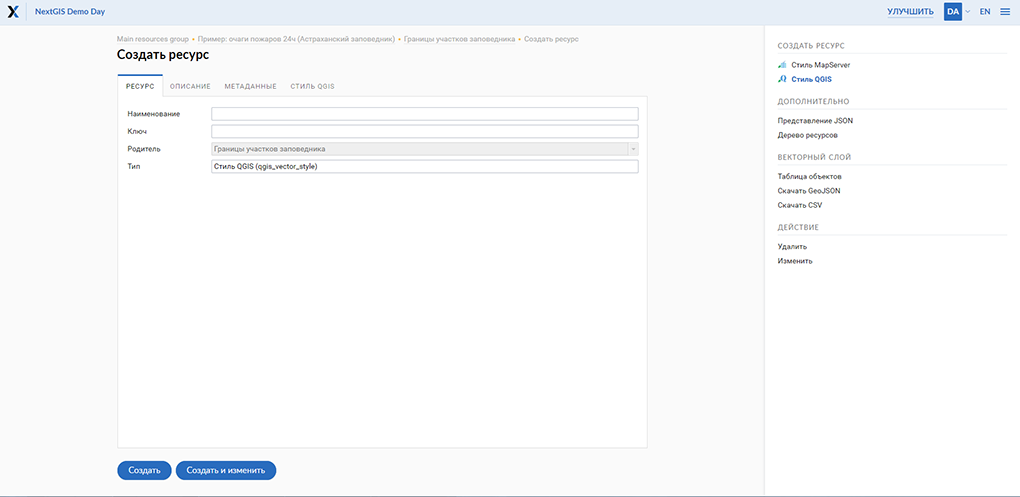 NextGIS Demo Day
УЛУЧШИТЬ DA EN
Main resources group • Пример: очаги пожаров 24ч (Астраханский заповедник) • Границы участков заповедника • Создать ресурс
Создать ресурс
РЕСУРС ОПИСАНИЕ МЕТАДАННЫЕ СТИЛЬ QGIS
Наименование
Ключ
Родитель Границы участков заповедника
Тип Стиль QGIS (qgis_vector_style)
Создать Создать и изменить
СОЗДАТЬ РЕСУРС
Стиль MapServer
Стиль QGIS
ДОПОЛНИТЕЛЬНО
Представление JSON
Дерево ресурсов
ВЕКТОРНЫЙ СЛОЙ
Таблица объектов
Скачать GeoJSON
Скачать CSV
ДЕЙСТВИЕ
Удалить
Изменить